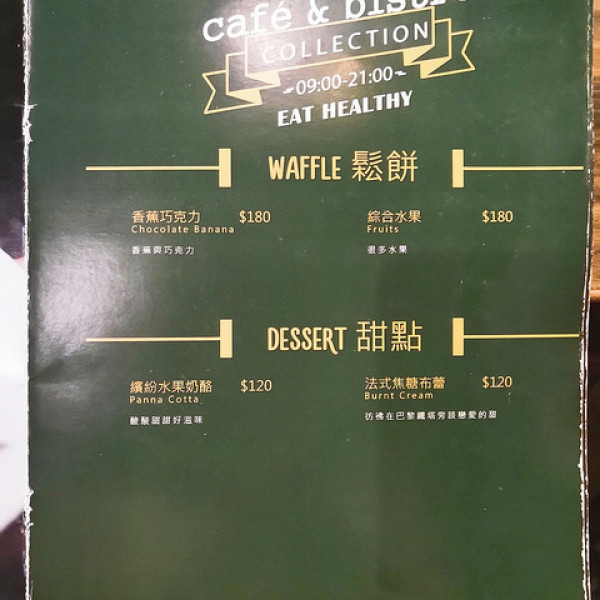 café & bistro
COLLECTION
09:00-21:00
EAT HEALTHY
WAFFLE 鬆餅
香蕉巧克力 $180
Chocolate Banana
香蕉與巧克力
綜合水果 $180
Fruits
很多水果
DESSERT 甜點
繽紛水果奶酪 $120
Panna Cotta
酸酸甜甜好滋味
法式焦糖布蕾 $120
Burnt Cream
彷彿在巴黎鐵塔旁談戀愛的甜